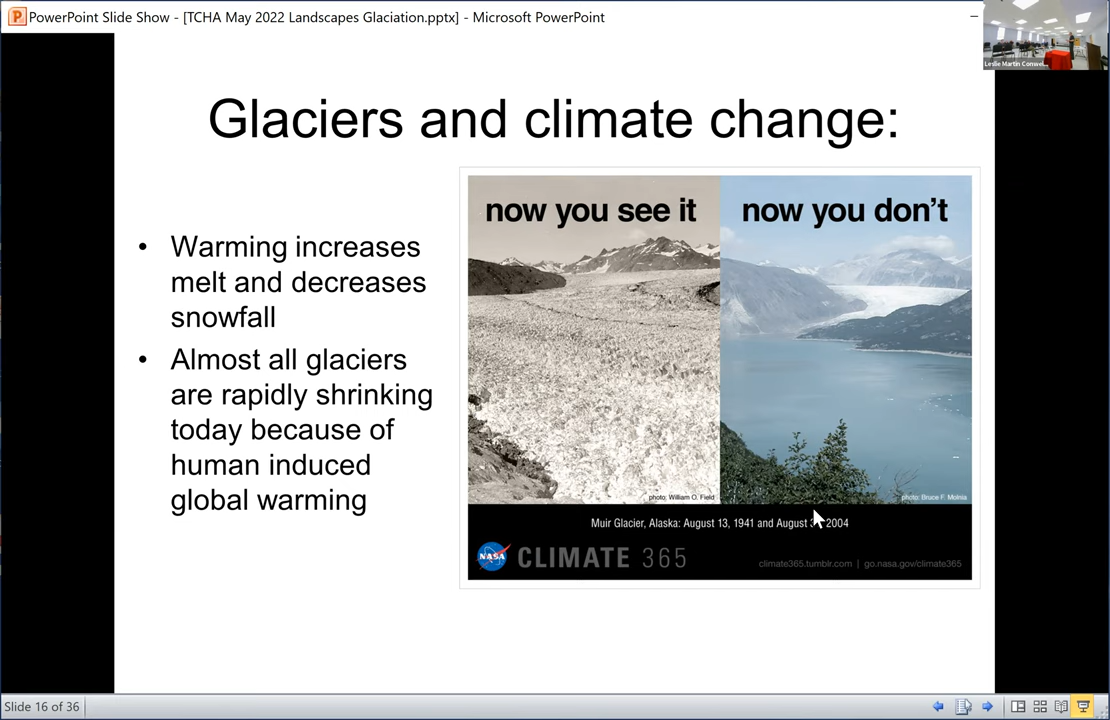 PowerPoint Slide Show - [TCHA May 2022 Landscapes Glaciation.pptx] - Microsoft PowerPoint
Leslie Martin
Glaciers and climate change:
• Warming increases
melt and decreases
snowfall
• Almost all glaciers
are rapidly shrinking
today because of
human induced
global warming
now you see it
now you don't
photo: William O. Field
photo: Bruce F. Molnia
Muir Glacier, Alaska: August 13, 1941 and August 2004
NASA
CLIMATE 365
climate365.tumblr.com | go.nasa.gov/climate365
Slide 16 of 36